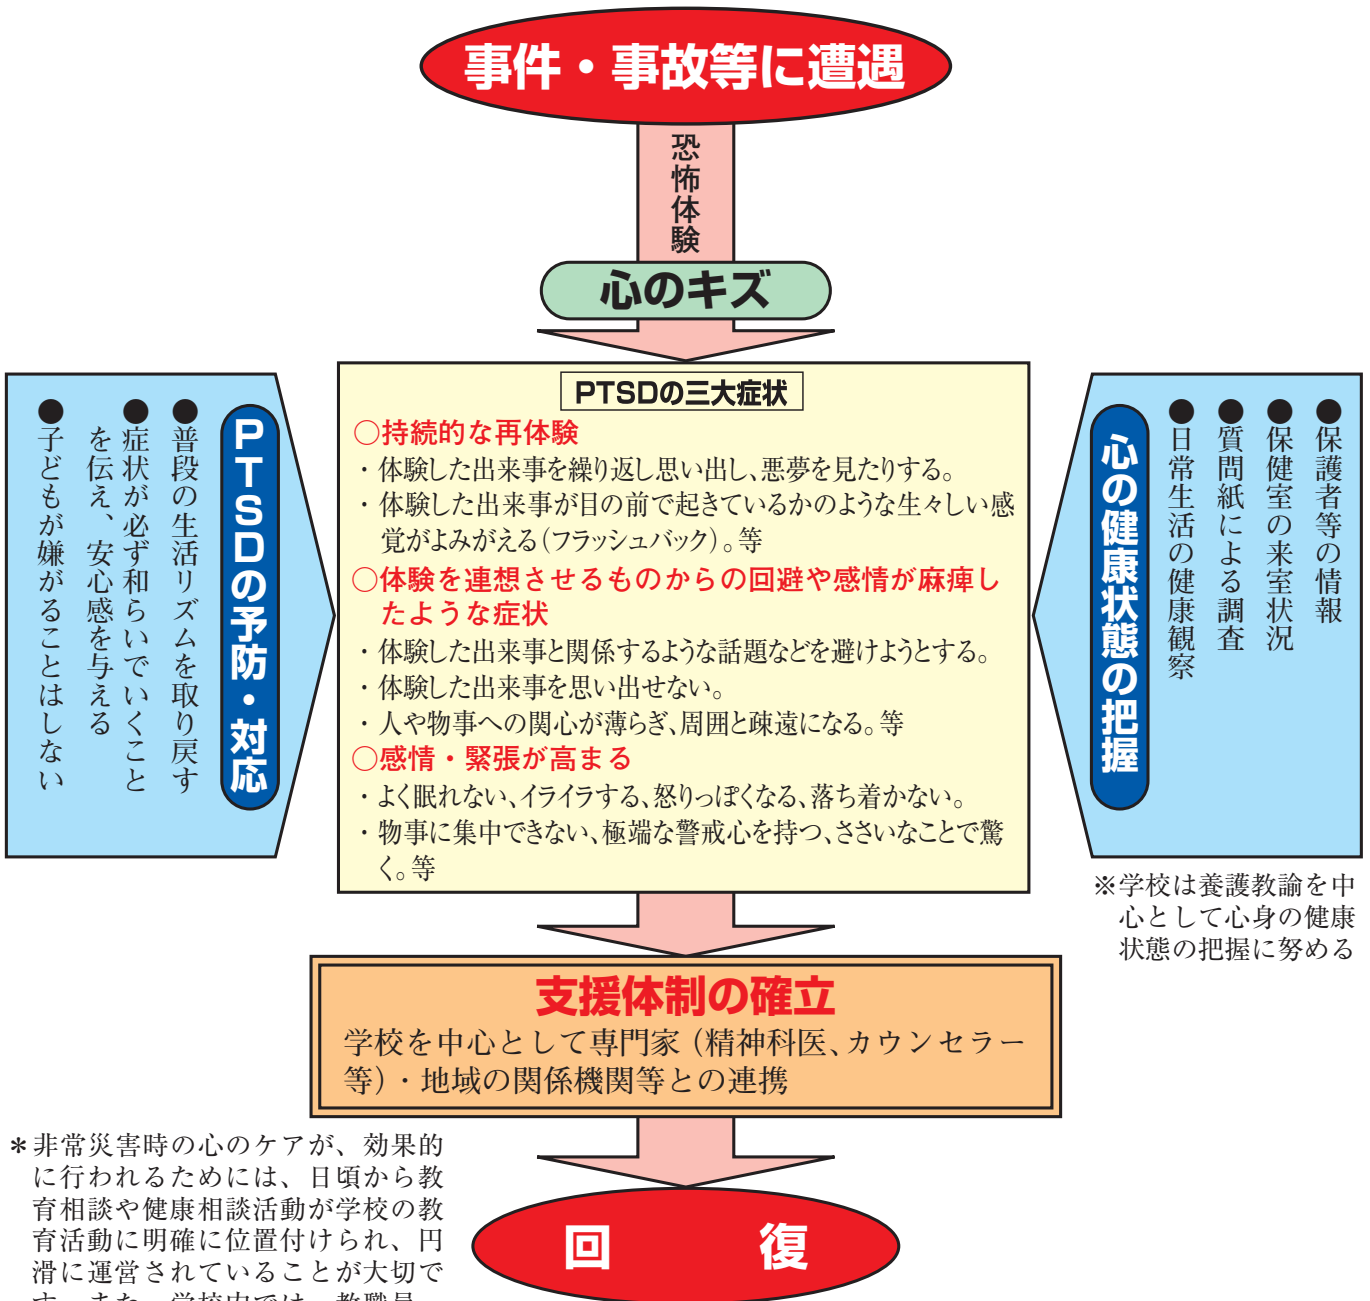 事件・事故等に遭遇
恐怖体験
心のキズ
PTSDの三大症状
○持続的な再体験
・体験した出来事を繰り返し思い出し、悪夢を見たりする。
・体験した出来事が目の前で起きているかのような生々しい感
覚がよみがえる(フラッシュバック)。等
○体験を連想させるものからの回避や感情が麻痺し
たような症状
・体験した出来事と関係するような話題などを避けようとする。
・体験した出来事を思い出せない。
・人や物事への関心が薄らぎ、周囲と疎遠になる。等
○感情・緊張が高まる
・よく眠れない、イライラする、怒りっぽくなる、落ち着かない。
・物事に集中できない、極端な警戒心を持つ、ささいなことで驚
く。等
PTSDの予防・対応
●普段の生活リズムを取り戻す
●症状が必ず和らいでいくこと
を伝え、安心感を与える
●子どもが嫌がることはしない
●保護者等の情報
●保健室の来室状況
●質問紙による調査
●日常生活の健康観察
心の健康状態の把握
※学校は養護教諭を中
心として心身の健康
状態の把握に努める
支援体制の確立
学校を中心として専門家(精神科医、カウンセラー
等)・地域の関係機関等との連携
回 復
*非常災害時の心のケアが、効果的
に行われるためには、日頃から教
育相談や健康相談活動が学校の教
育活動に明確に位置付けられ、円
滑に運営されていることが大切で
す。また、学校内では、教職員